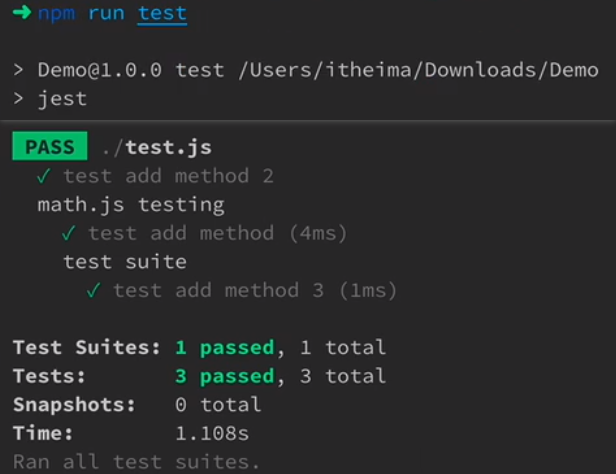 ➜ npm run test
> Demo@1.0.0 test /Users/itheima/Downloads/Demo
> jest
PASS ./test.js
✓ test add method 2
math.js testing
✓ test add method (4ms)
test suite
✓ test add method 3 (1ms)
Test Suites: 1 passed, 1 total
Tests: 3 passed, 3 total
Snapshots: 0 total
Time: 1.108s
Ran all test suites.